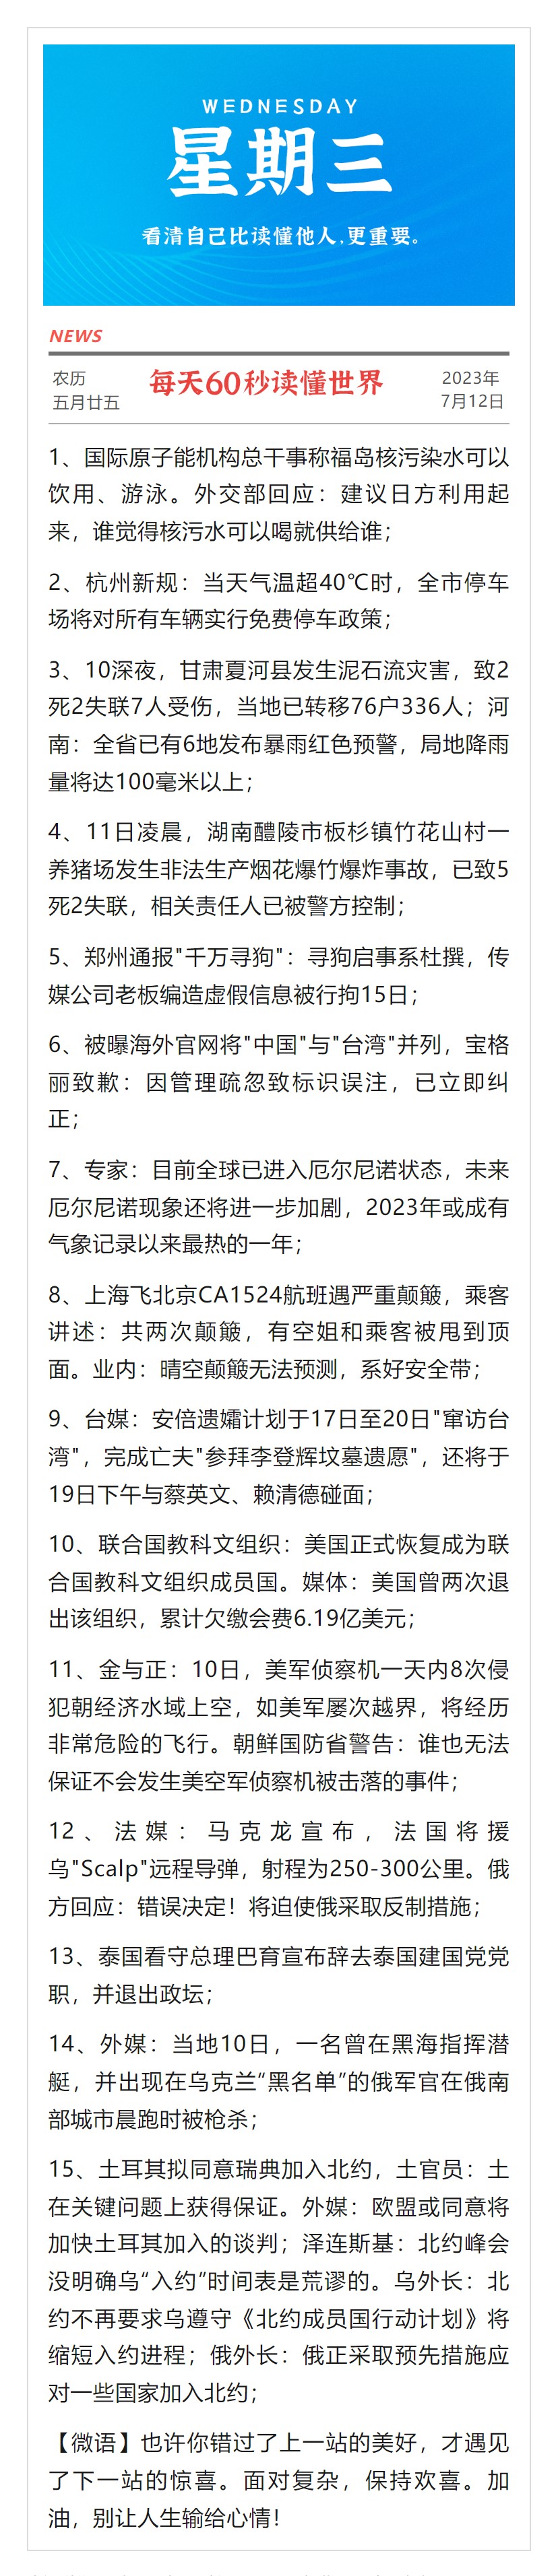 WEDNESDAY
星期三
看清自己比读懂他人,更重要。
NEWS
农历
五月廿五
每天60秒读懂世界
2023年
7月12日
1、国际原子能机构总干事称福岛核污染水可以
饮用、游泳。外交部回应：建议日方利用起
来，谁觉得核污水可以喝就供给谁；
2、杭州新规：当天气温超40℃时，全市停车
场将对所有车辆实行免费停车政策；
3、10深夜，甘肃夏河县发生泥石流灾害，致2
死2失联7人受伤，当地已转移76户336人；河
南：全省已有6地发布暴雨红色预警，局地降雨
量将达100毫米以上；
4、11日凌晨，湖南醴陵市板杉镇竹花山村一
养猪场发生非法生产烟花爆竹爆炸事故，已致5
死2失联，相关责任人已被警方控制；
5、郑州通报"千万寻狗"：寻狗启事系杜撰，传
媒公司老板编造虚假信息被行拘15日；
6、被曝海外官网将"中国"与"台湾"并列，宝格
丽致歉：因管理疏忽致标识误注，已立即纠
正；
7、专家：目前全球已进入厄尔尼诺状态，未来
厄尔尼诺现象还将进一步加剧，2023年或成有
气象记录以来最热的一年；
8、上海飞北京CA1524航班遇严重颠簸，乘客
讲述：共两次颠簸，有空姐和乘客被甩到顶
面。业内：晴空颠簸无法预测，系好安全带；
9、台媒：安倍遗孀计划于17日至20日"窜访台
湾"，完成亡夫"参拜李登辉坟墓遗愿"，还将于
19日下午与蔡英文、赖清德碰面；
10、联合国教科文组织：美国正式恢复成为联
合国教科文组织成员国。媒体：美国曾两次退
出该组织，累计欠缴会费6.19亿美元；
11、金与正：10日，美军侦察机一天内8次侵
犯朝经济水域上空，如美军屡次越界，将经历
非常危险的飞行。朝鲜国防省警告：谁也无法
保证不会发生美空军侦察机被击落的事件；
12、法媒：马克龙宣布，法国将援
乌"Scalp"远程导弹，射程为250-300公里。俄
方回应：错误决定！将迫使俄采取反制措施；
13、泰国看守总理巴育宣布辞去泰国建国党党
职，并退出政坛；
14、外媒：当地10日，一名曾在黑海指挥潜
艇，并出现在乌克兰“黑名单”的俄军官在俄南
部城市晨跑时被枪杀；
15、土耳其拟同意瑞典加入北约，土官员：土
在关键问题上获得保证。外媒：欧盟或同意将
加快土耳其加入的谈判；泽连斯基：北约峰会
没明确乌“入约”时间表是荒谬的。乌外长：北
约不再要求乌遵守《北约成员国行动计划》将
缩短入约进程；俄外长：俄正采取预先措施应
对一些国家加入北约；
【微语】也许你错过了上一站的美好，才遇见
了下一站的惊喜。面对复杂，保持欢喜。加
油，别让人生输给心情！